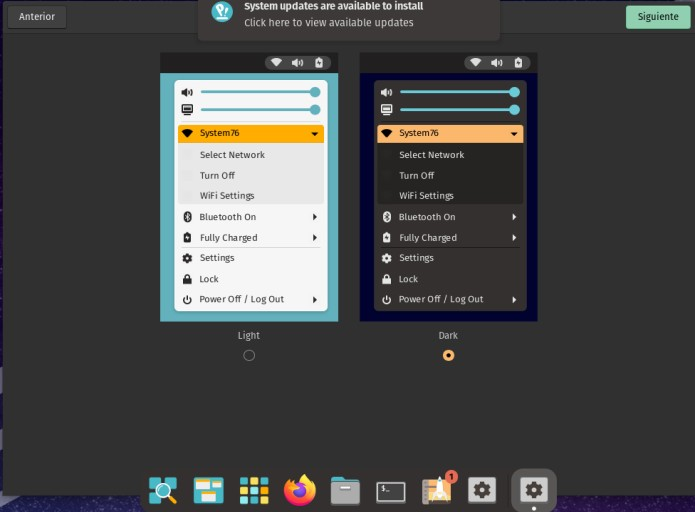 System updates are available to install
Click here to view available updates
Anterior
Siguiente
System76
Select Network
Turn Off
WiFi Settings
Bluetooth On
Fully Charged
Settings
Lock
Power Off / Log Out
Light
System76
Select Network
Turn Off
WiFi Settings
Bluetooth On
Fully Charged
Settings
Lock
Power Off / Log Out
Dark
$_
1